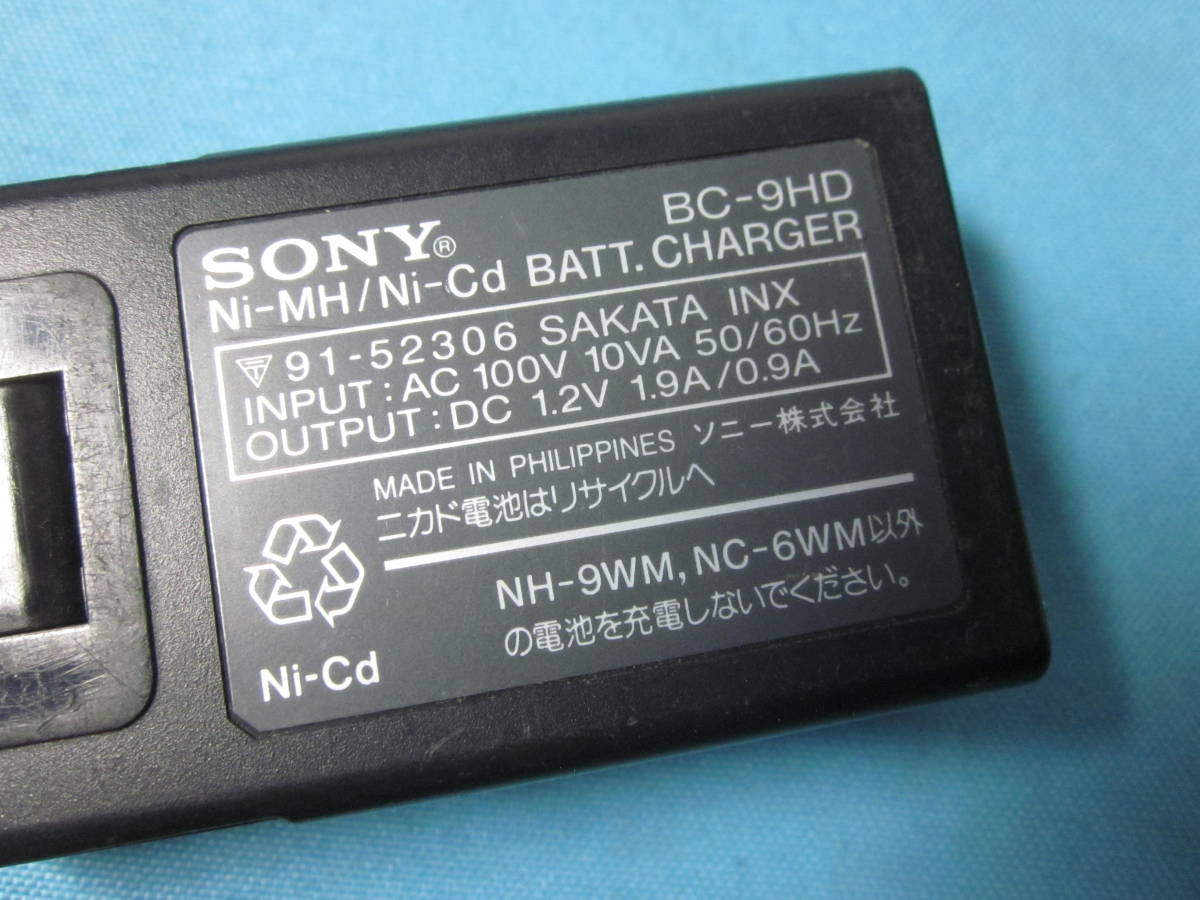 BC-9HD
SONY®
Ni-MH/Ni-Cd BATT. CHARGER
〒 91-52306 SAKATA INX
INPUT : AC 100V 10VA 50/60Hz
OUTPUT : DC 1.2V 1.9A/0.9A
MADE IN PHILIPPINES ソニー株式会社
ニカド電池はリサイクルへ
Ni-Cd
NH-9WM, NC-6WM以外
の電池を充電しないでください。